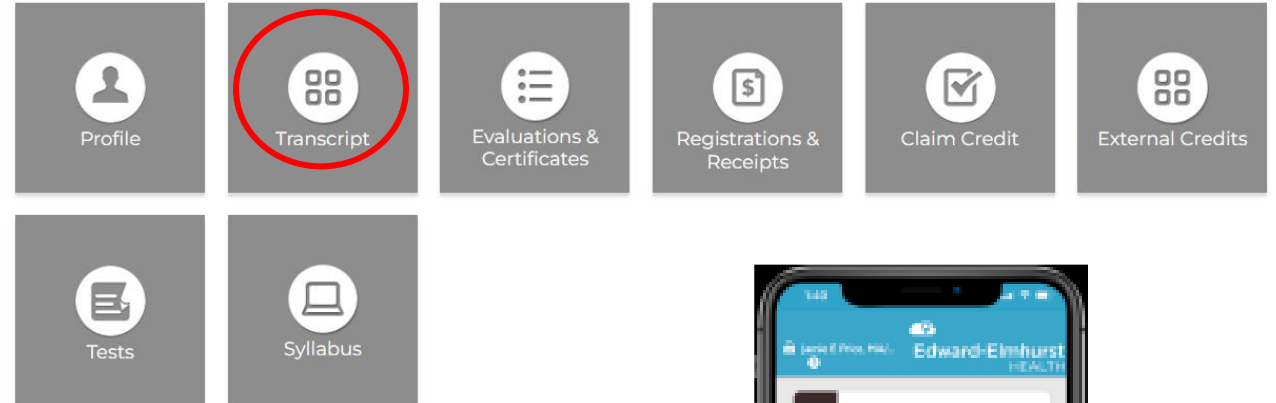 Profile
Transcript
Evaluations &
Certificates
$
Registrations &
Receipts
Claim Credit
External Credits
Tests
Syllabus
Edward-Elmhurst
HEALTH